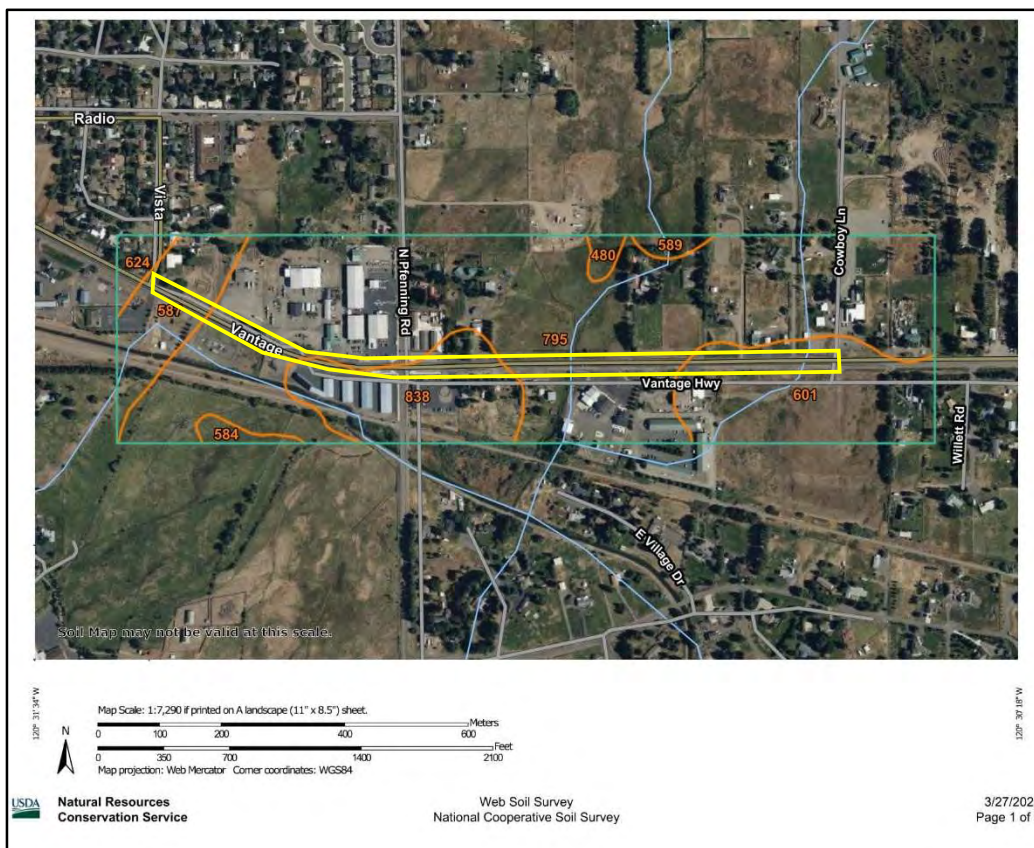 Radio
Vista
N Pfenning Rd
Cowboy Ln
624
480
589
587
Vantage
795
Vantage Hwy
838
601
584
Willett Rd
E Village Dr
Soil Map may not be valid at this scale.
120° 31' 34" W
120° 30' 18" W
Map Scale: 1:7,290 if printed on A landscape (11" x 8.5") sheet.
Meters
0 100 200 400 600
Feet
0 350 700 1400 2100
N
Map projection: Web Mercator Corner coordinates: WGS84
USDA
Natural Resources
Conservation Service
Web Soil Survey
National Cooperative Soil Survey
3/27/202
Page 1 of